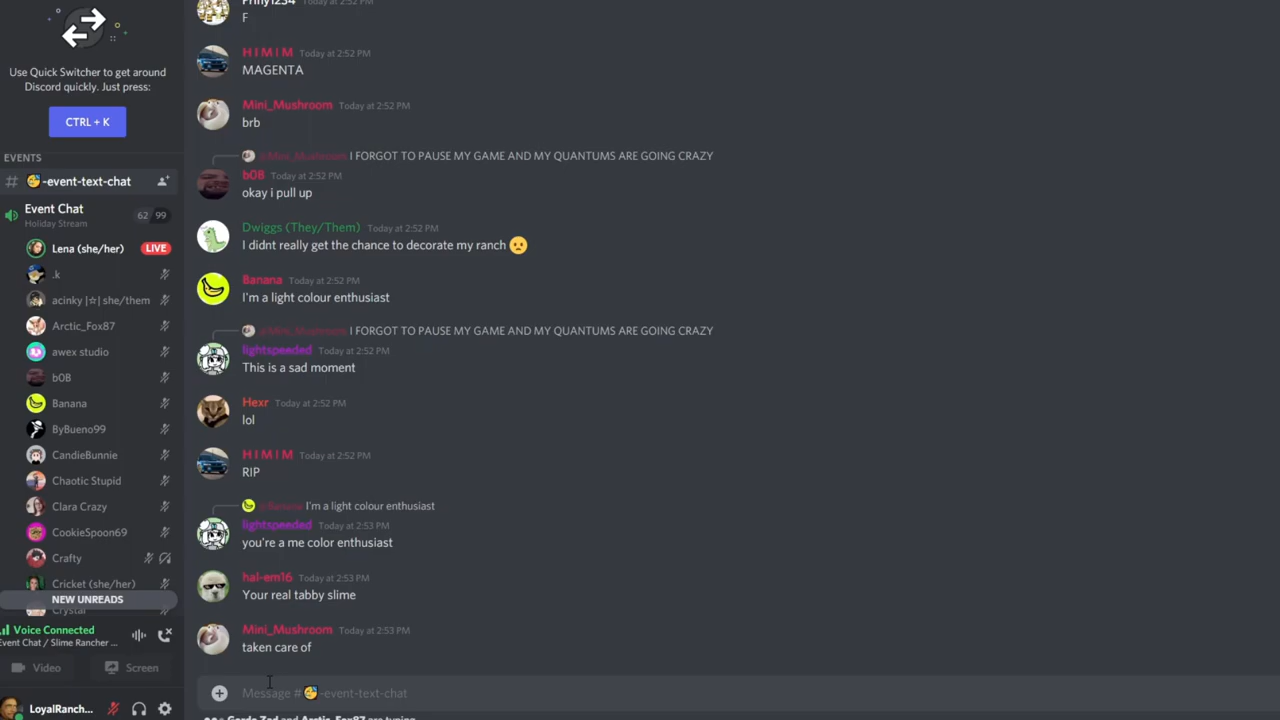 Use Quick Switcher to get around
Discord quickly. Just press:
CTRL + K
EVENTS
-event-text-chat
Event Chat
Holiday Stream
62 99
Lena (she/her) LIVE
.k
acinky |☆| she/them
Arctic_Fox87
awex studio
b0B
Banana
ByBueno99
CandieBunnie
Chaotic Stupid
Clara Crazy
CookieSpoon69
Crafty
Cricket (she/her)
NEW UNREADS
Crystal
Voice Connected
Event Chat / Slime Rancher ...
Video Screen
LoyalRanch...
Today at 2:52 PM
F
H I M I M Today at 2:52 PM
MAGENTA
Mini_Mushroom Today at 2:52 PM
brb
@Mini_Mushroom I FORGOT TO PAUSE MY GAME AND MY QUANTUMS ARE GOING CRAZY
b0B Today at 2:52 PM
okay i pull up
Dwiggs (They/Them) Today at 2:52 PM
I didnt really get the chance to decorate my ranch
Banana Today at 2:52 PM
I'm a light colour enthusiast
@Mini_Mushroom I FORGOT TO PAUSE MY GAME AND MY QUANTUMS ARE GOING CRAZY
lightspeeded Today at 2:52 PM
This is a sad moment
Hexr Today at 2:52 PM
lol
H I M I M Today at 2:52 PM
RIP
@Banana I'm a light colour enthusiast
lightspeeded Today at 2:53 PM
you're a me color enthusiast
hal-em16 Today at 2:53 PM
Your real tabby slime
Mini_Mushroom Today at 2:53 PM
taken care of
Message # -event-text-chat
and Arctic_Fox87 are typing